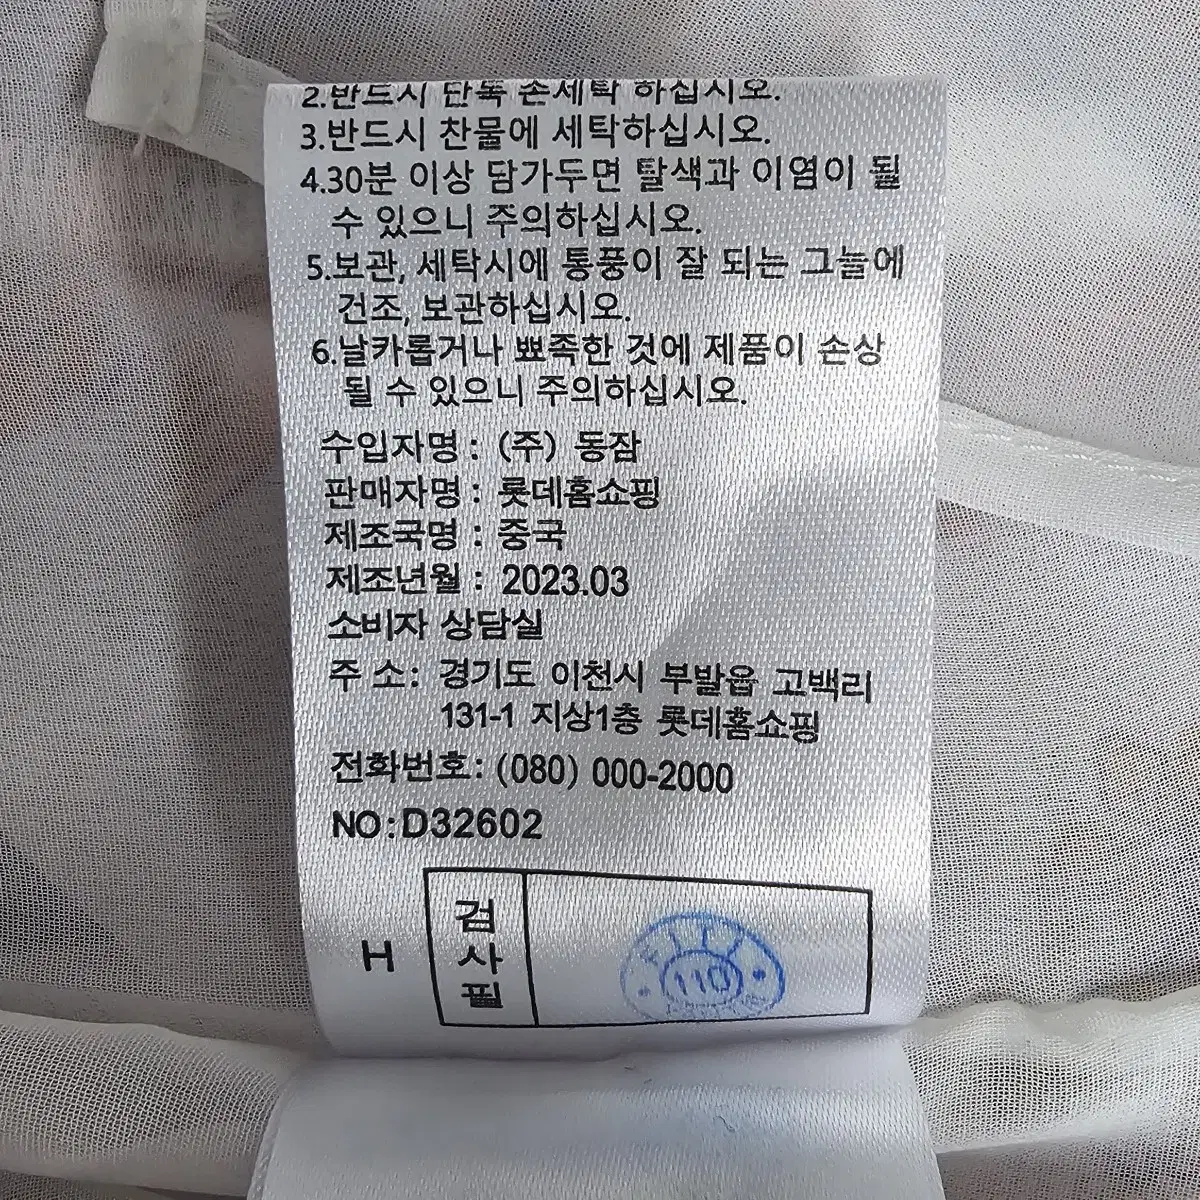 2.반드시 단독 손세탁 하십시오.
3.반드시 찬물에 세탁하십시오.
4.30분 이상 담가두면 탈색과 이염이 될
수 있으니 주의하십시오.
5.보관, 세탁시에 통풍이 잘 되는 그늘에
건조, 보관하십시오.
6.날카롭거나 뾰족한 것에 제품이 손상
될 수 있으니 주의하십시오.
수입자명 : (주) 동잠
판매자명 : 롯데홈쇼핑
제조국명 : 중국
제조년월 : 2023.03
소비자 상담실
주 소 : 경기도 이천시 부발읍 고백리
131-1 지상1층 롯데홈쇼핑
전화번호 : (080) 000-2000
NO:D32602
H
검사필
110